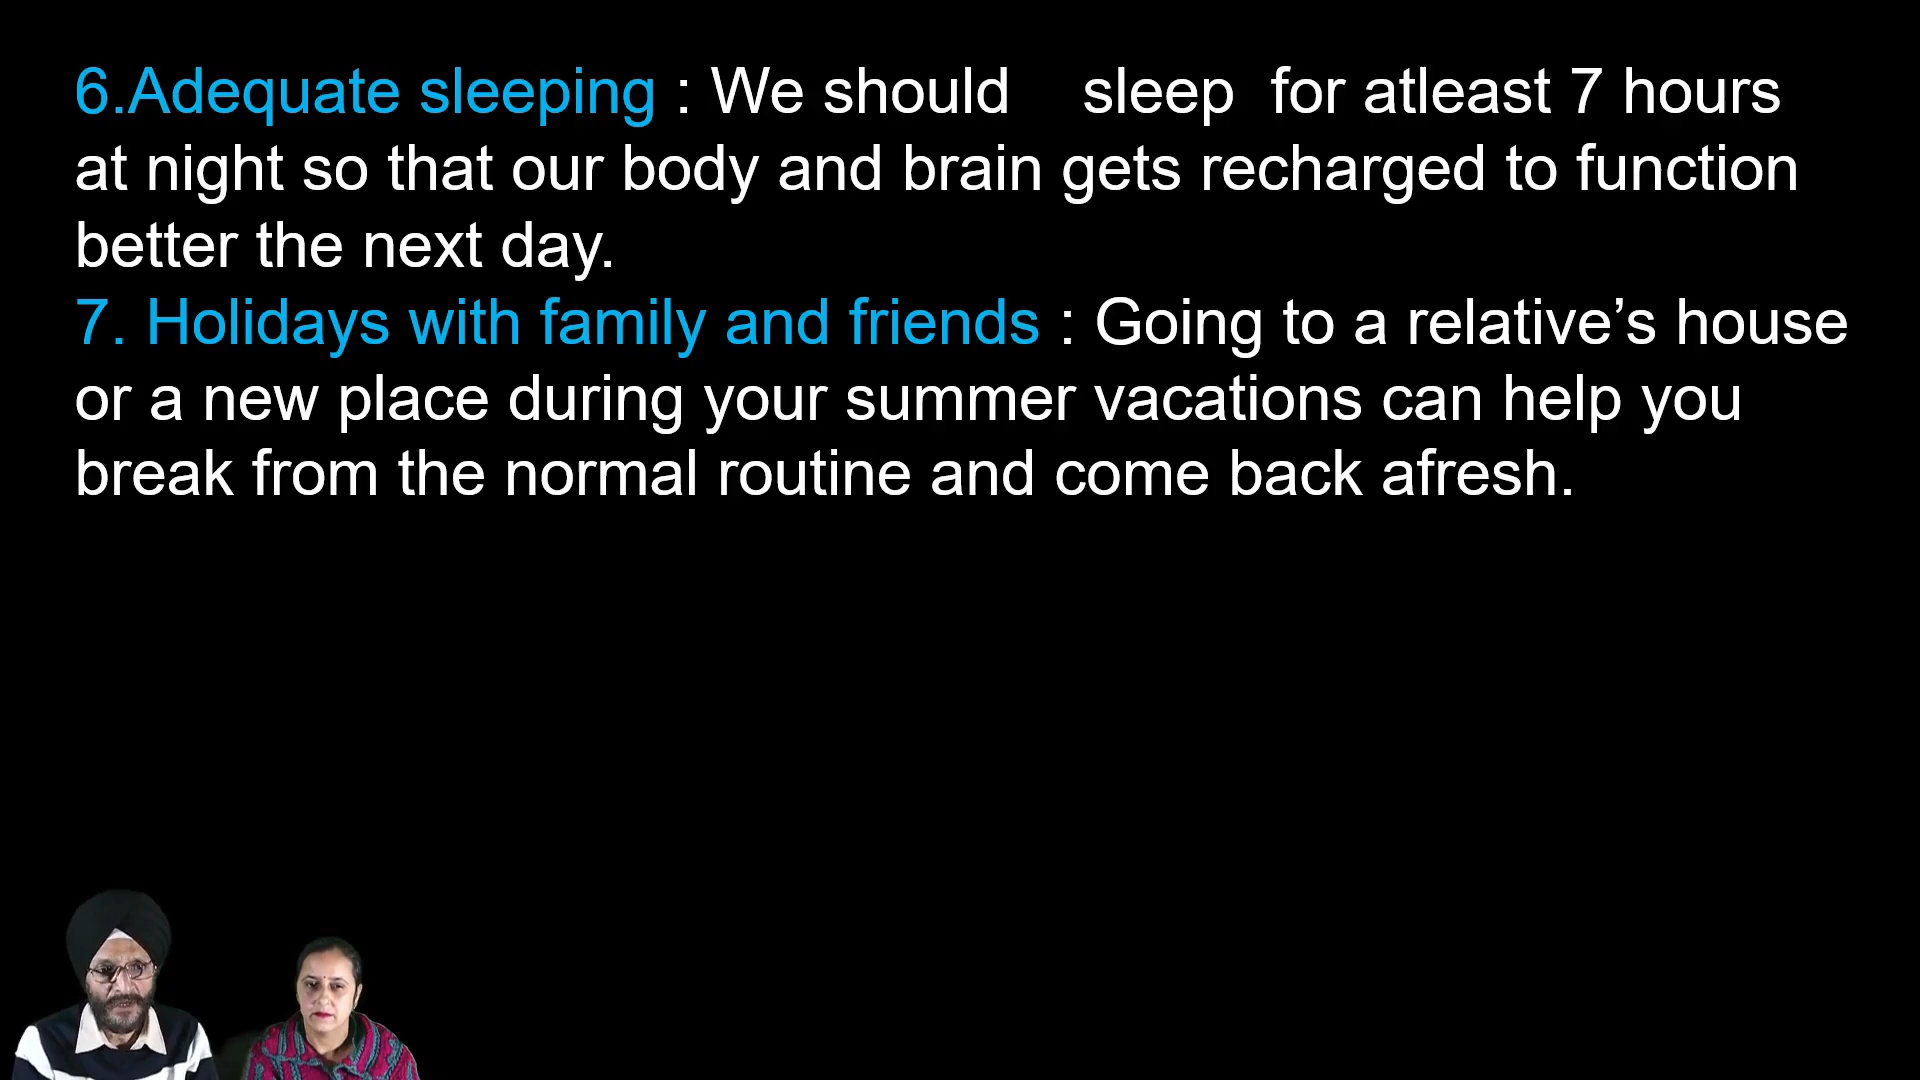 6.Adequate sleeping : We should    sleep  for atleast 7 hours
at night so that our body and brain gets recharged to function
better the next day.
7. Holidays with family and friends : Going to a relative’s house
or a new place during your summer vacations can help you
break from the normal routine and come back afresh.